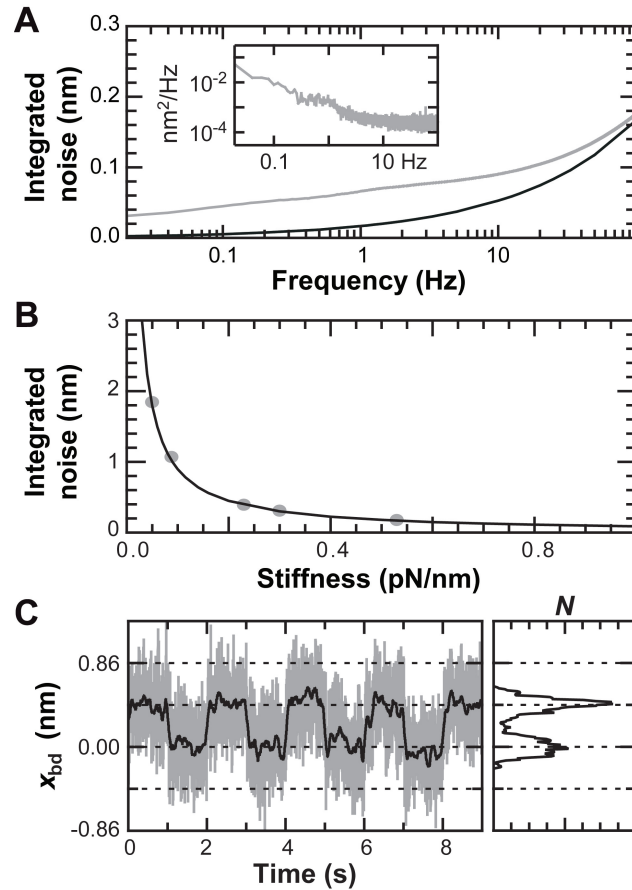 A
0.3
0.2
0.1
0.0
Integrated
noise (nm)
nm²/Hz
10⁻²
10⁻⁴
0.1
10 Hz
0.1
1
10
Frequency (Hz)
B
3
2
1
0
Integrated
noise (nm)
0.0
0.4
0.8
Stiffness (pN/nm)
C
N
0.86
0.00
-0.86
x_bd (nm)
0
2
4
6
8
Time (s)